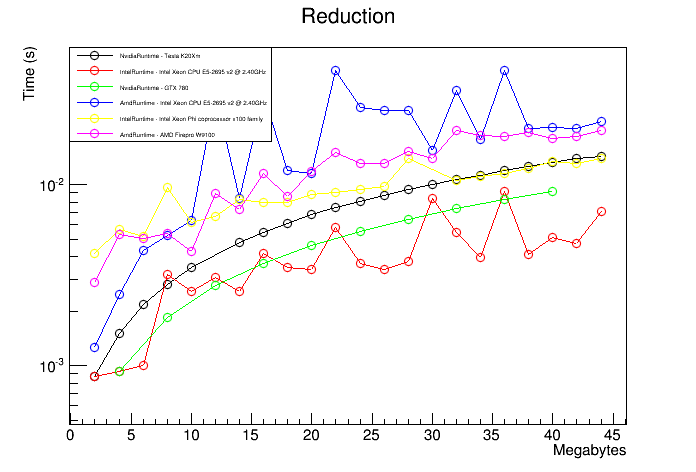 Reduction
Time (s)
NvidiaRuntime - Tesla K20Xm
IntelRuntime - Intel Xeon CPU E5-2695 v2 @ 2.40GHz
NvidiaRuntime - GTX 780
AmdRuntime - Intel Xeon CPU E5-2695 v2 @ 2.40GHz
IntelRuntime - Intel Xeon Phi coprocessor x100 family
AmdRuntime - AMD Firepro W9100
10-2
10-3
0 5 10 15 20 25 30 35 40 45
Megabytes